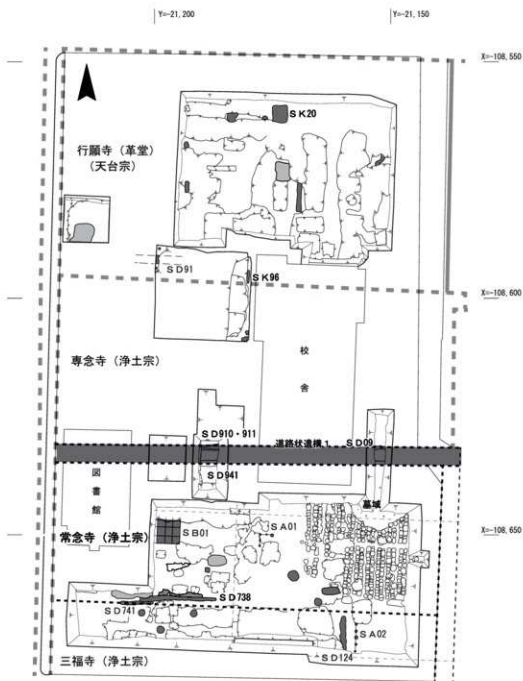 Y=-21,200
Y=-21,150
X=-108,550
行願寺（革堂）
（天台宗）
SK20
SD91
SK96
X=-108,600
専念寺（浄土宗）
校舎
SD910・911
道路状遺構1
SD09
SD941
図書館
墓域
X=-108,650
常念寺（浄土宗）
SB01
SA01
SD738
SD741
SA02
SD124
三福寺（浄土宗）